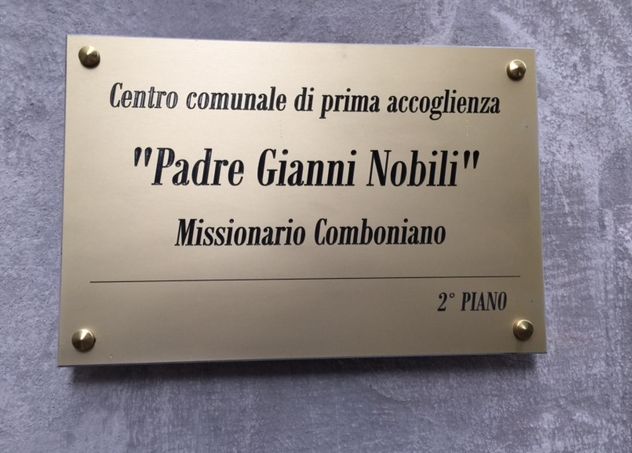 Centro comunale di prima accoglienza
"Padre Gianni Nobili"
Missionario Comboniano
2° PIANO